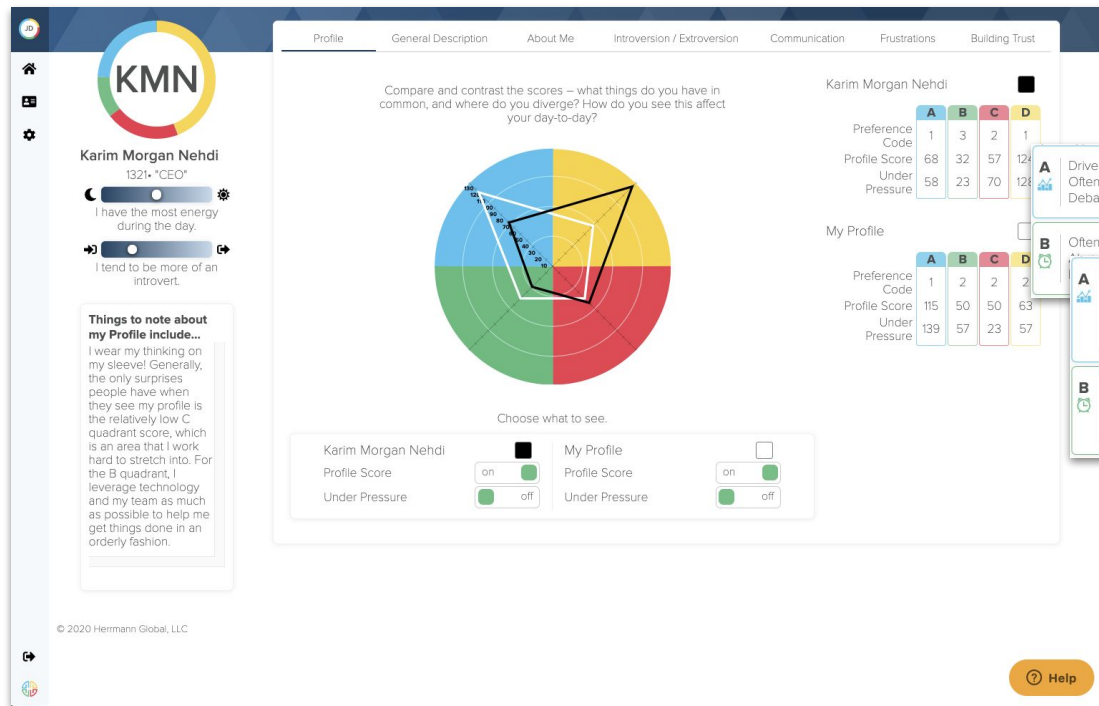 JD
Profile
General Description
About Me
Introversion / Extroversion
Communication
Frustrations
Building Trust
KMN
Karim Morgan Nehdi
1321• "CEO"
I have the most energy
during the day.
I tend to be more of an
introvert.
Things to note about
my Profile include...
I wear my thinking on
my sleeve! Generally,
the only surprises
people have when
they see my profile is
the relatively low C
quadrant score, which
is an area that I work
hard to stretch into. For
the B quadrant, I
leverage technology
and my team as much
as possible to help me
get things done in an
orderly fashion.
© 2020 Herrmann Global, LLC
Compare and contrast the scores – what things do you have in
common, and where do you diverge? How do you see this affect
your day-to-day?
130
90
80
50
40
30
20
10
Choose what to see.
Karim Morgan Nehdi
Profile Score on
Under Pressure off
My Profile
Profile Score on
Under Pressure off
Karim Morgan Nehdi
A B C D
Preference
Code
1 3 2 1
Profile Score 68 32 57 124
Under
Pressure
58 23 70 128
My Profile
A B C D
Preference
Code
1 2 2 2
Profile Score 115 50 50 63
Under
Pressure
139 57 23 57
A
B
A
B
Help